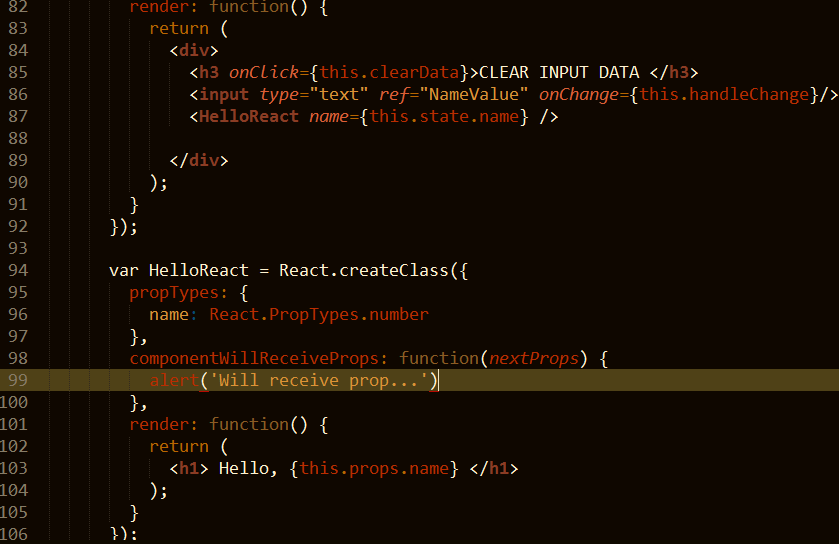 82 render: function() {
83 return (
84 <div>
85 <h3 onClick={this.clearData}>CLEAR INPUT DATA </h3>
86 <input type="text" ref="NameValue" onChange={this.handleChange}/>
87 <HelloReact name={this.state.name} />
88
89 </div>
90 );
91 }
92 });
93
94 var HelloReact = React.createClass({
95 propTypes: {
96 name: React.PropTypes.number
97 },
98 componentWillReceiveProps: function(nextProps) {
99 alert('Will receive prop...')
100 },
101 render: function() {
102 return (
103 <h1> Hello, {this.props.name} </h1>
104 );
105 }
106 });